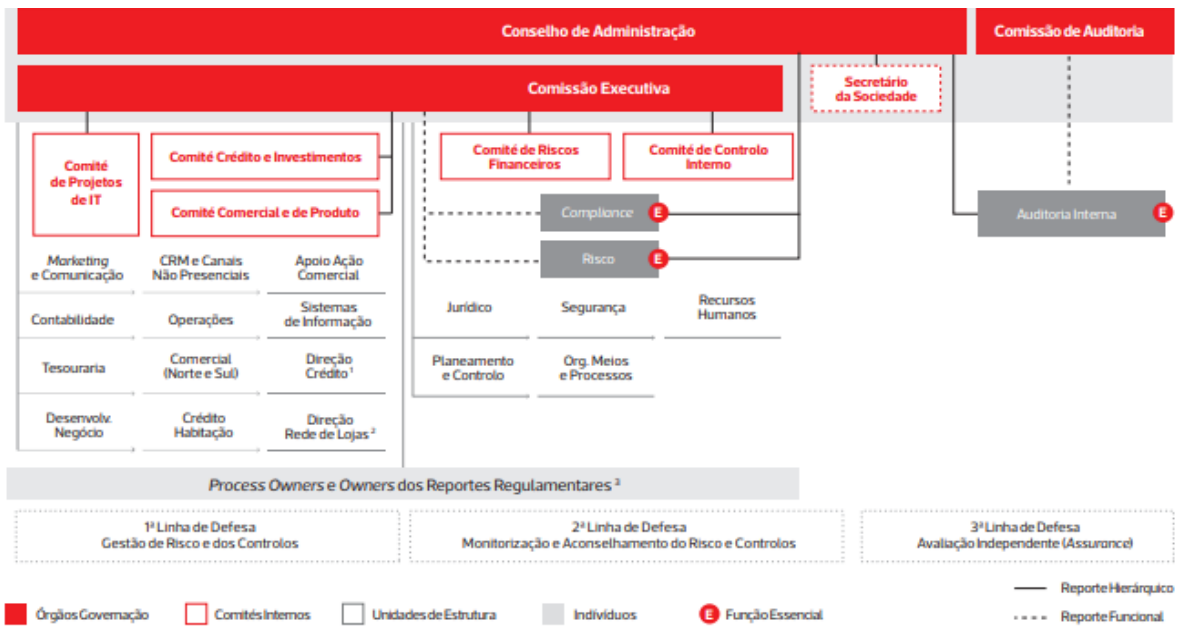 Conselho de Administração
Comissão de Auditoria
Comissão Executiva
Secretário
da Sociedade
Comité
de Projetos
de IT
Comité Crédito e Investimentos
Comité Comercial e de Produto
Comité de Riscos
Financeiros
Comité de Controlo
Interno
Compliance E
Risco E
Auditoria Interna E
Marketing
e Comunicação
CRM e Canais
Não Presenciais
Apoio Ação
Comercial
Contabilidade
Operações
Sistemas
de Informação
Tesouraria
Comercial
(Norte e Sul)
Direção
Crédito ¹
Desenvolv.
Negócio
Crédito
Habitação
Direção
Rede de Lojas ²
Jurídico
Segurança
Recursos
Humanos
Planeamento
e Controlo
Org. Meios
e Processos
Process Owners e Owners dos Reportes Regulamentares ³
1ª Linha de Defesa
Gestão de Risco e dos Controlos
2ª Linha de Defesa
Monitorização e Aconselhamento do Risco e Controlos
3ª Linha de Defesa
Avaliação Independente (Assurance)
Órgãos Governação
Comités Internos
Unidades de Estrutura
Indivíduos
E Função Essencial
Reporte Hierárquico
Reporte Funcional